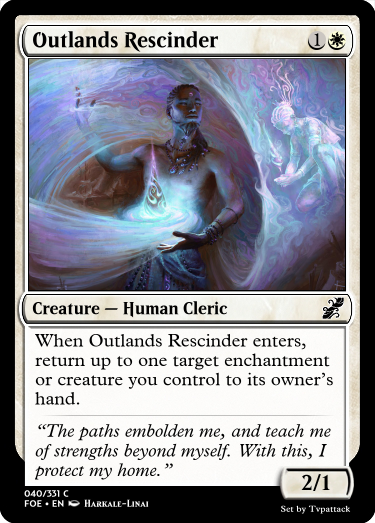 Outlands Rescinder 1
Creature — Human Cleric
When Outlands Rescinder enters,
return up to one target enchantment
or creature you control to its owner's
hand.
“The paths embolden me, and teach me
of strengths beyond myself. With this, I
protect my home.”
2/1
040/331 C
FOE • EN Harkale-Linai
Set by Tvpattack